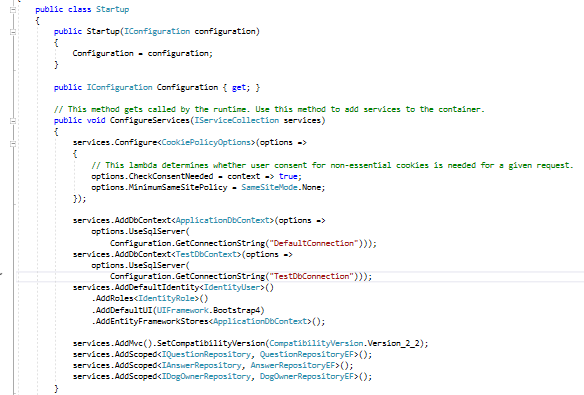 public class Startup
{
public Startup(IConfiguration configuration)
{
Configuration = configuration;
}
public IConfiguration Configuration { get; }
// This method gets called by the runtime. Use this method to add services to the container.
public void ConfigureServices(IServiceCollection services)
{
services.Configure<CookiePolicyOptions>(options =>
{
// This lambda determines whether user consent for non-essential cookies is needed for a given request.
options.CheckConsentNeeded = context => true;
options.MinimumSameSitePolicy = SameSiteMode.None;
});
services.AddDbContext<ApplicationDbContext>(options =>
options.UseSqlServer(
Configuration.GetConnectionString("DefaultConnection")));
services.AddDbContext<TestDbContext>(options =>
options.UseSqlServer(
Configuration.GetConnectionString("TestDbConnection")));
services.AddDefaultIdentity<IdentityUser>()
.AddRoles<IdentityRole>()
.AddDefaultUI(UIFramework.Bootstrap4)
.AddEntityFrameworkStores<ApplicationDbContext>();
services.AddMvc().SetCompatibilityVersion(CompatibilityVersion.Version_2_2);
services.AddScoped<IQuestionRepository, QuestionRepositoryEF>();
services.AddScoped<IAnswerRepository, AnswerRepositoryEF>();
services.AddScoped<IDogOwnerRepository, DogOwnerRepositoryEF>();
}